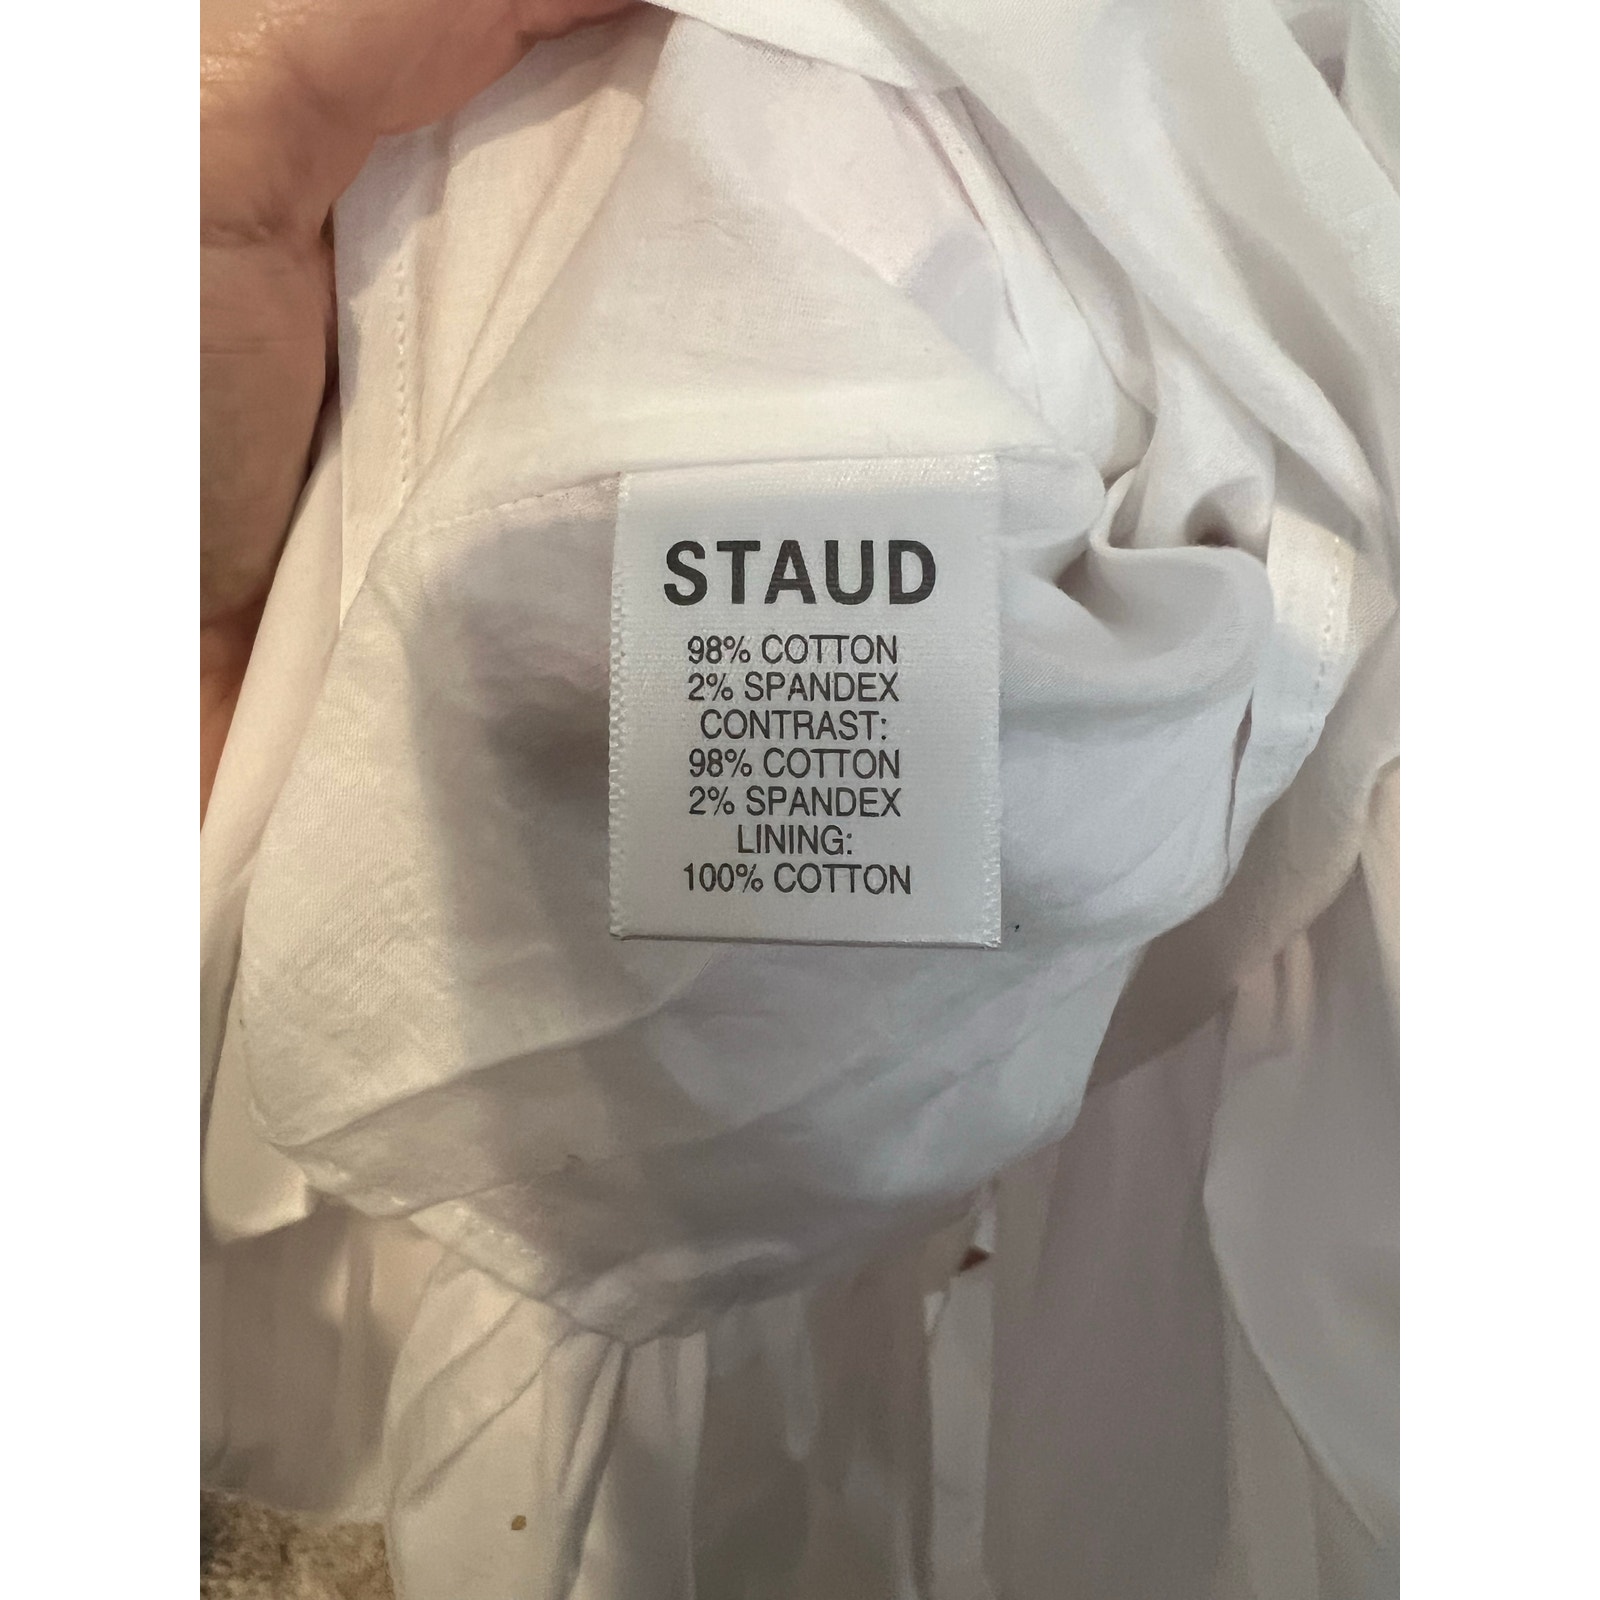 STAUD
98% COTTON
2% SPANDEX
CONTRAST:
98% COTTON
2% SPANDEX
LINING:
100% COTTON